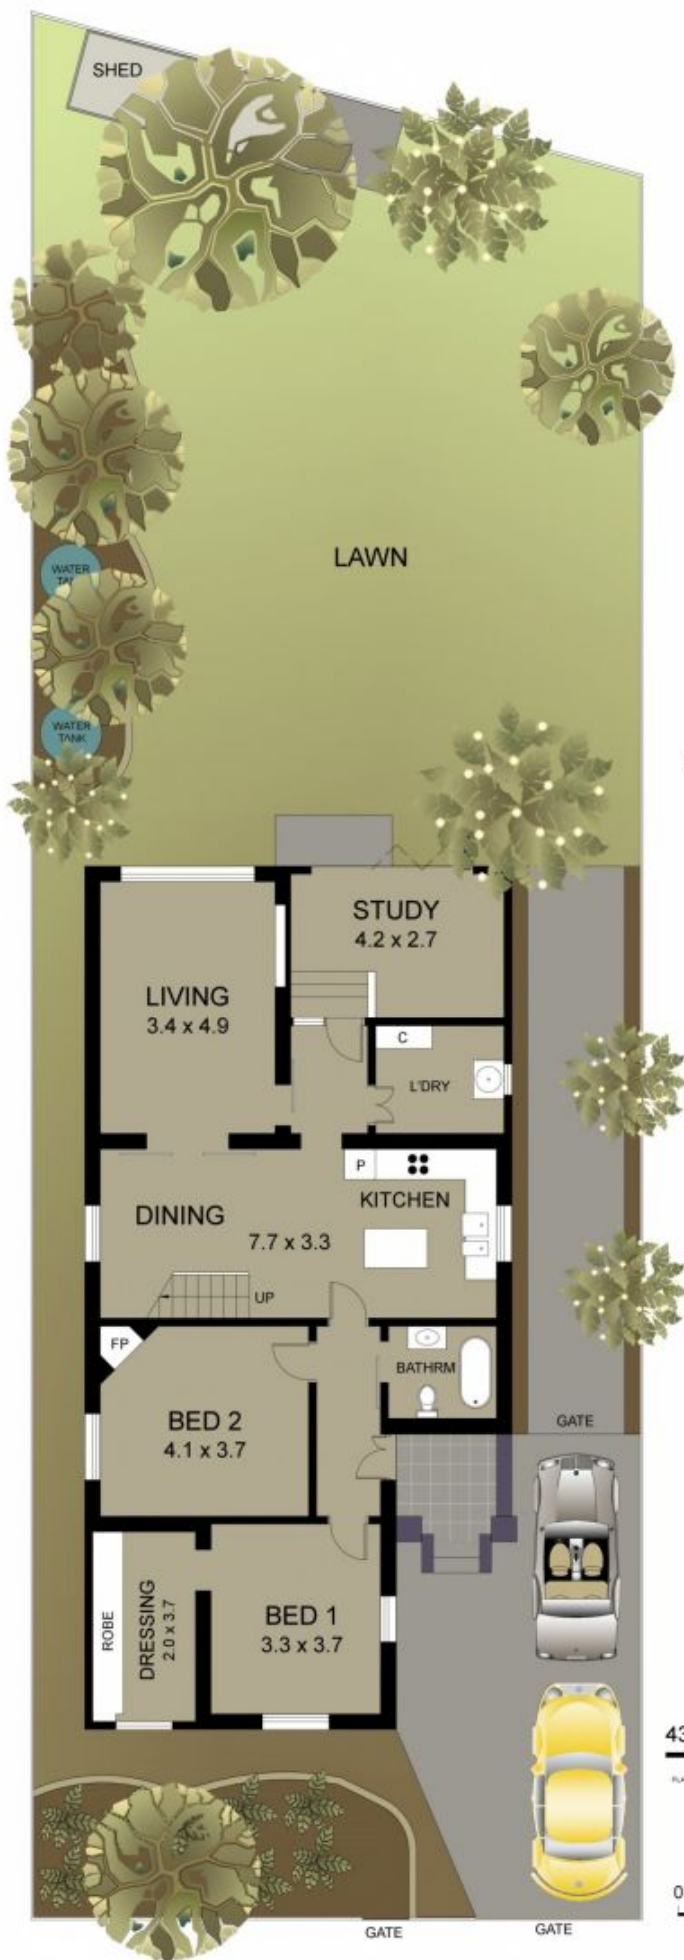 SHED
LAWN
WATER
WATER
TANK
STUDY
4.2 x 2.7
LIVING
3.4 x 4.9
C
L'DRY
P
KITCHEN
DINING
7.7 x 3.3
UP
FP
BATHRM
BED 2
4.1 x 3.7
GATE
ROBE
DRESSING
2.0 x 3.7
BED 1
3.3 x 3.7
43
0
GATE
GATE